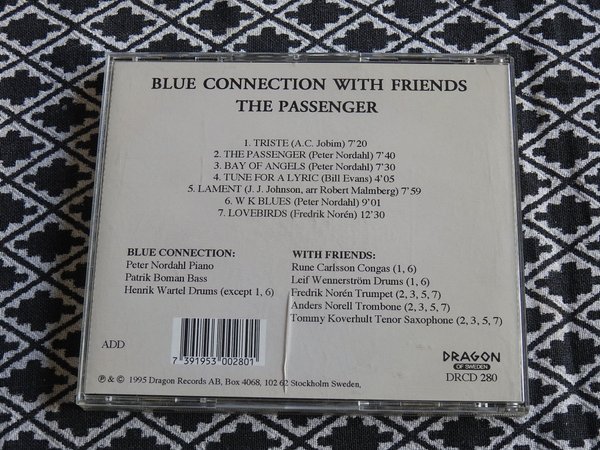 BLUE CONNECTION WITH FRIENDS
THE PASSENGER
1. TRISTE (A.C. Jobim) 7'20
2. THE PASSENGER (Peter Nordahl) 7'40
3. BAY OF ANGELS (Peter Nordahl) 7'30
4. TUNE FOR A LYRIC (Bill Evans) 4'05
5. LAMENT (J. J. Johnson, arr Robert Malmberg) 7'59
6. W K BLUES (Peter Nordahl) 9'01
7. LOVEBIRDS (Fredrik Norén) 12'30
BLUE CONNECTION:
Peter Nordahl Piano
Patrik Boman Bass
Henrik Wartel Drums (except 1, 6)
WITH FRIENDS:
Rune Carlsson Congas (1, 6)
Leif Wennerström Drums (1, 6)
Fredrik Norén Trumpet (2, 3, 5, 7)
Anders Norell Trombone (2, 3, 5, 7)
Tommy Koverhult Tenor Saxophone (2, 3, 5, 7)
ADD
7 391953 002801
DRAGON
OF SWEDEN
DRCD 280
℗ & © 1995 Dragon Records AB, Box 4068, 102 62 Stockholm Sweden,